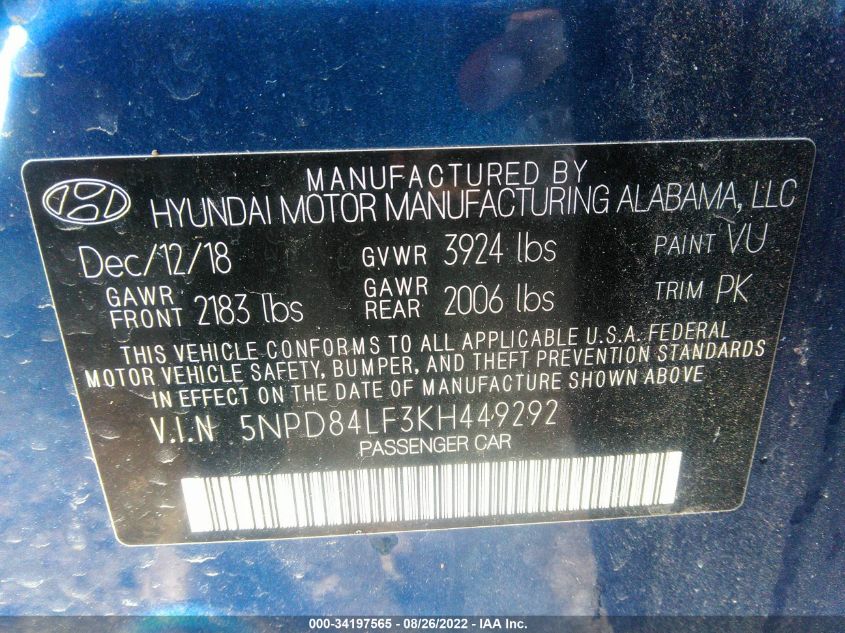 MANUFACTURED BY
HYUNDAI MOTOR MANUFACTURING ALABAMA, LLC
Dec/12/18 GVWR 3924 lbs PAINT VU
GAWR FRONT 2183 lbs GAWR REAR 2006 lbs TRIM PK
THIS VEHICLE CONFORMS TO ALL APPLICABLE U.S.A. FEDERAL
MOTOR VEHICLE SAFETY, BUMPER, AND THEFT PREVENTION STANDARDS
IN EFFECT ON THE DATE OF MANUFACTURE SHOWN ABOVE
V.I.N 5NPD84LF3KH449292
PASSENGER CAR
000-34197565 - 08/26/2022 - IAA Inc.